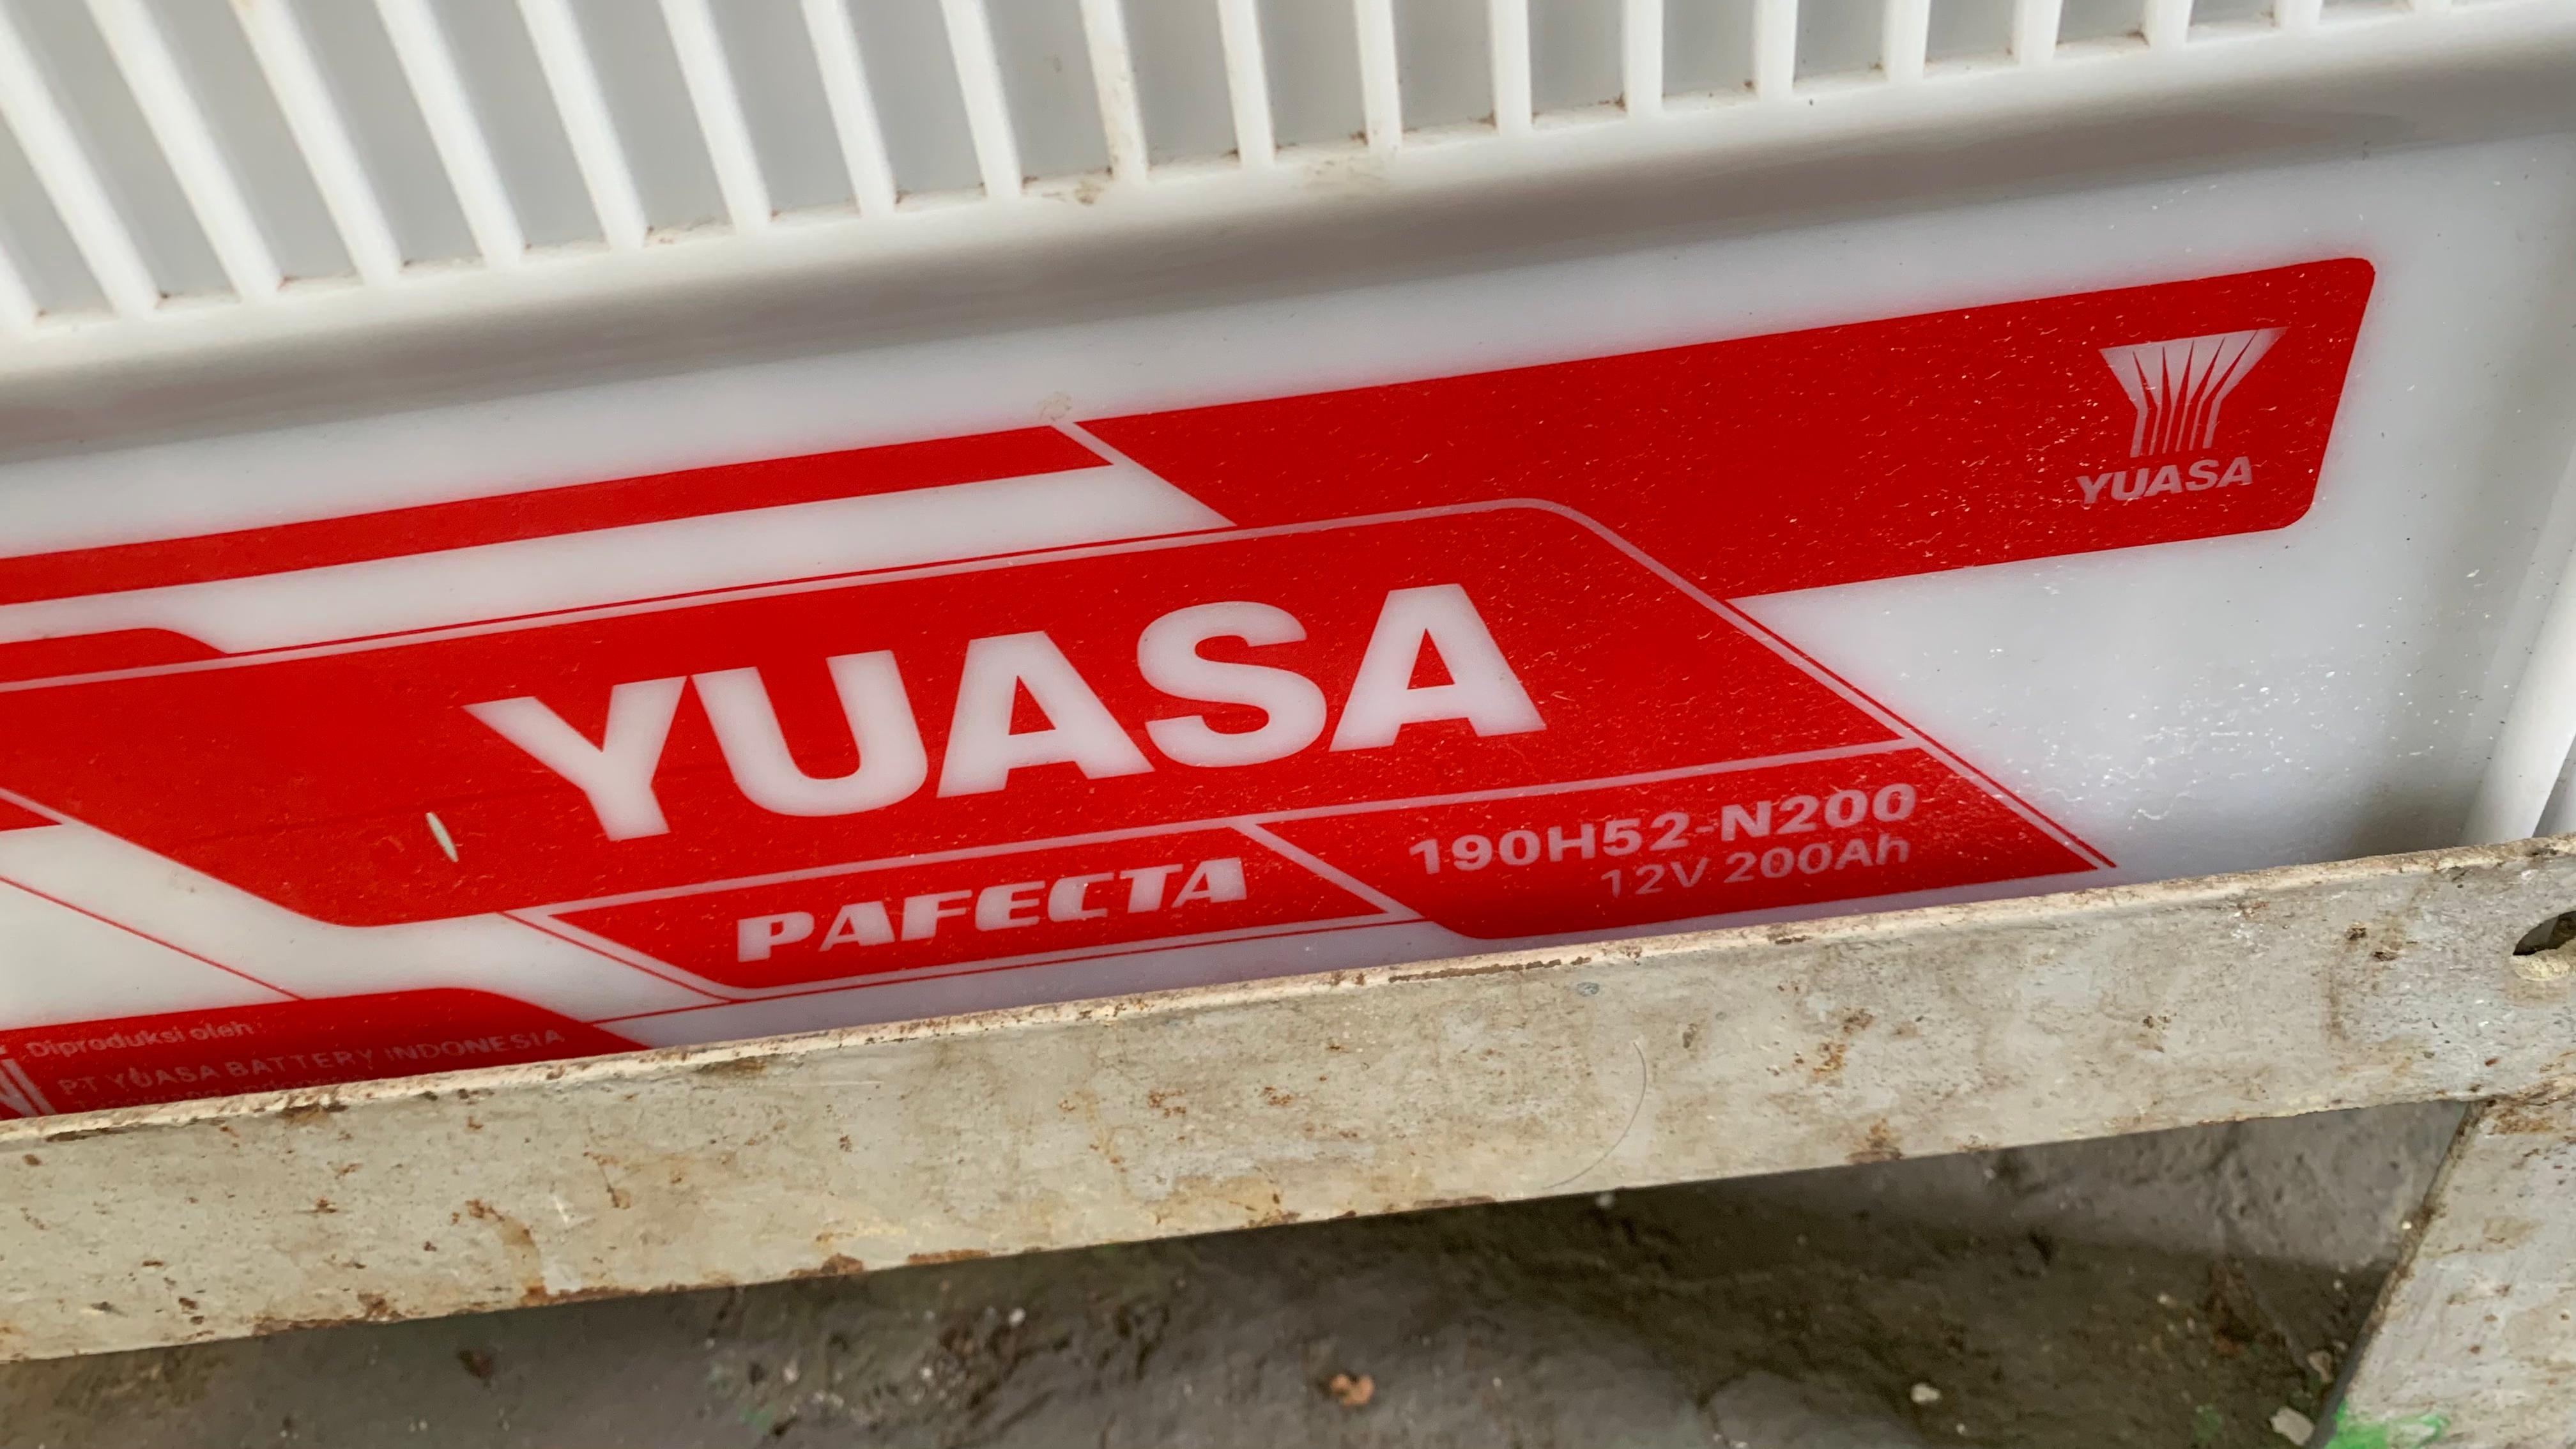 YUASA
YUASA
PAFECTA
190H52-N200
12V 200Ah
Diproduksi oleh :
PT YUASA BATTERY INDONESIA